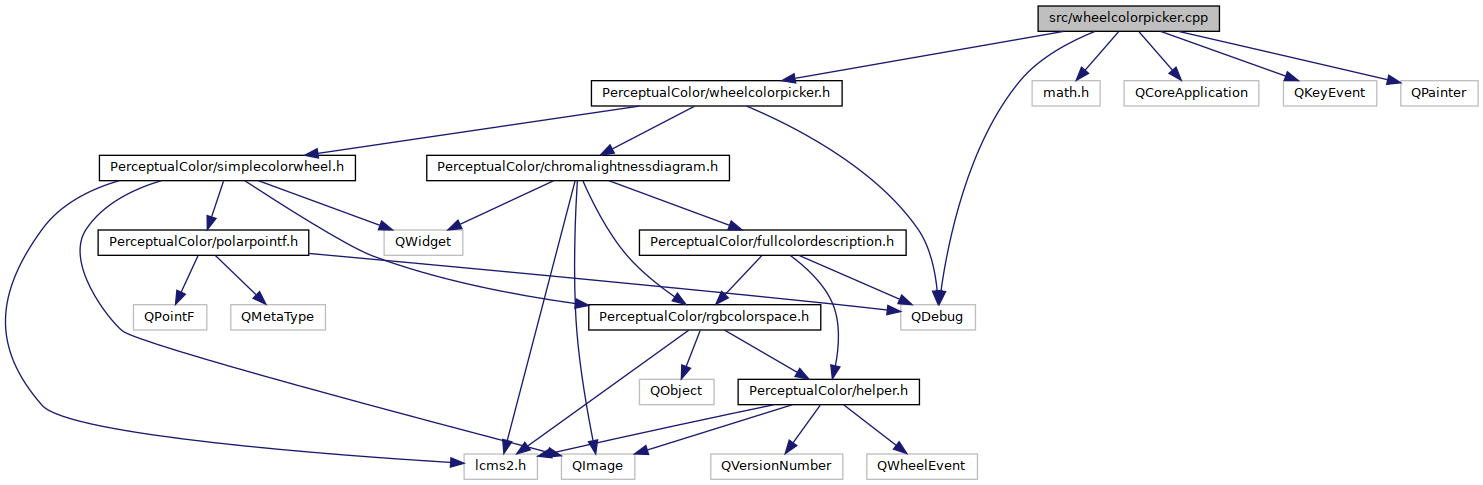 src/wheelcolorpicker.cpp
PerceptualColor/wheelcolorpicker.h
math.h
QCoreApplication
QKeyEvent
QPainter
PerceptualColor/simplecolorwheel.h
PerceptualColor/chromalightnessdiagram.h
PerceptualColor/polarpointf.h
QWidget
PerceptualColor/fullcolordescription.h
QPointF
QMetaType
PerceptualColor/rgbcolorspace.h
QDebug
QObject
PerceptualColor/helper.h
lcms2.h
QImage
QVersionNumber
QWheelEvent